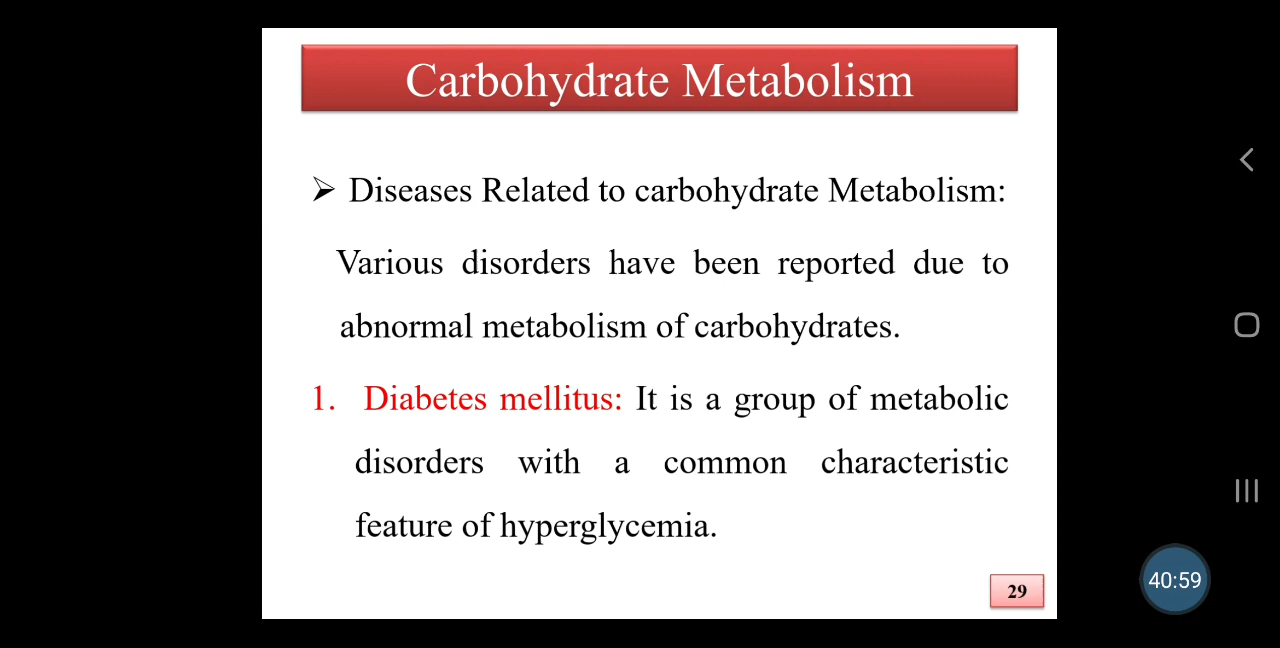 Carbohydrate Metabolism
➢ Diseases Related to carbohydrate Metabolism:
Various disorders have been reported due to
abnormal metabolism of carbohydrates.
1. Diabetes mellitus: It is a group of metabolic
disorders with a common characteristic
feature of hyperglycemia.
29
40:59